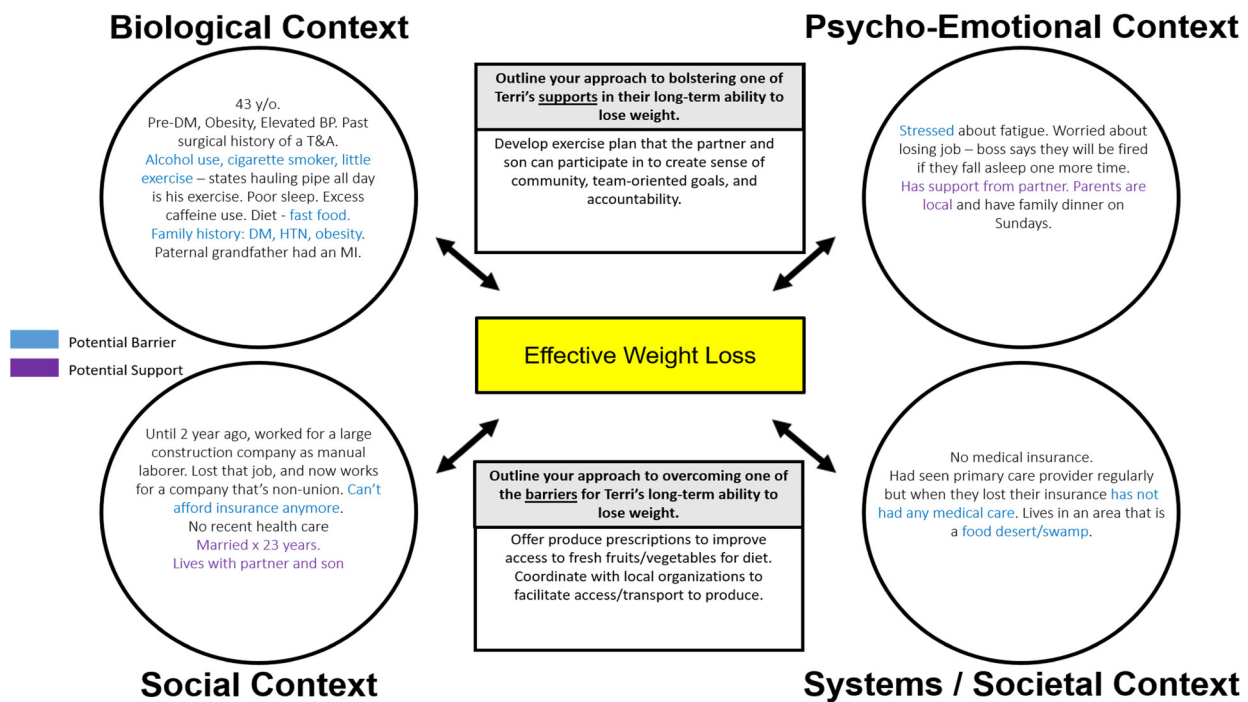 Biological Context
43 y/o.
Pre-DM, Obesity, Elevated BP. Past
surgical history of a T&A.
Alcohol use, cigarette smoker, little
exercise – states hauling pipe all day
is his exercise. Poor sleep. Excess
caffeine use. Diet - fast food.
Family history: DM, HTN, obesity.
Paternal grandfather had an MI.
Outline your approach to bolstering one of
Terri's supports in their long-term ability to
lose weight.
Develop exercise plan that the partner and
son can participate in to create sense of
community, team-oriented goals, and
accountability.
Psycho-Emotional Context
Stressed about fatigue. Worried about
losing job – boss says they will be fired
if they fall asleep one more time.
Has support from partner. Parents are
local and have family dinner on
Sundays.
Potential Barrier
Potential Support
Effective Weight Loss
Until 2 year ago, worked for a large
construction company as manual
laborer. Lost that job, and now works
for a company that's non-union. Can't
afford insurance anymore.
No recent health care
Married x 23 years.
Lives with partner and son
Social Context
Outline your approach to overcoming one of
the barriers for Terri's long-term ability to
lose weight.
Offer produce prescriptions to improve
access to fresh fruits/vegetables for diet.
Coordinate with local organizations to
facilitate access/transport to produce.
No medical insurance.
Had seen primary care provider regularly
but when they lost their insurance has not
had any medical care. Lives in an area that is
a food desert/swamp.
Systems / Societal Context